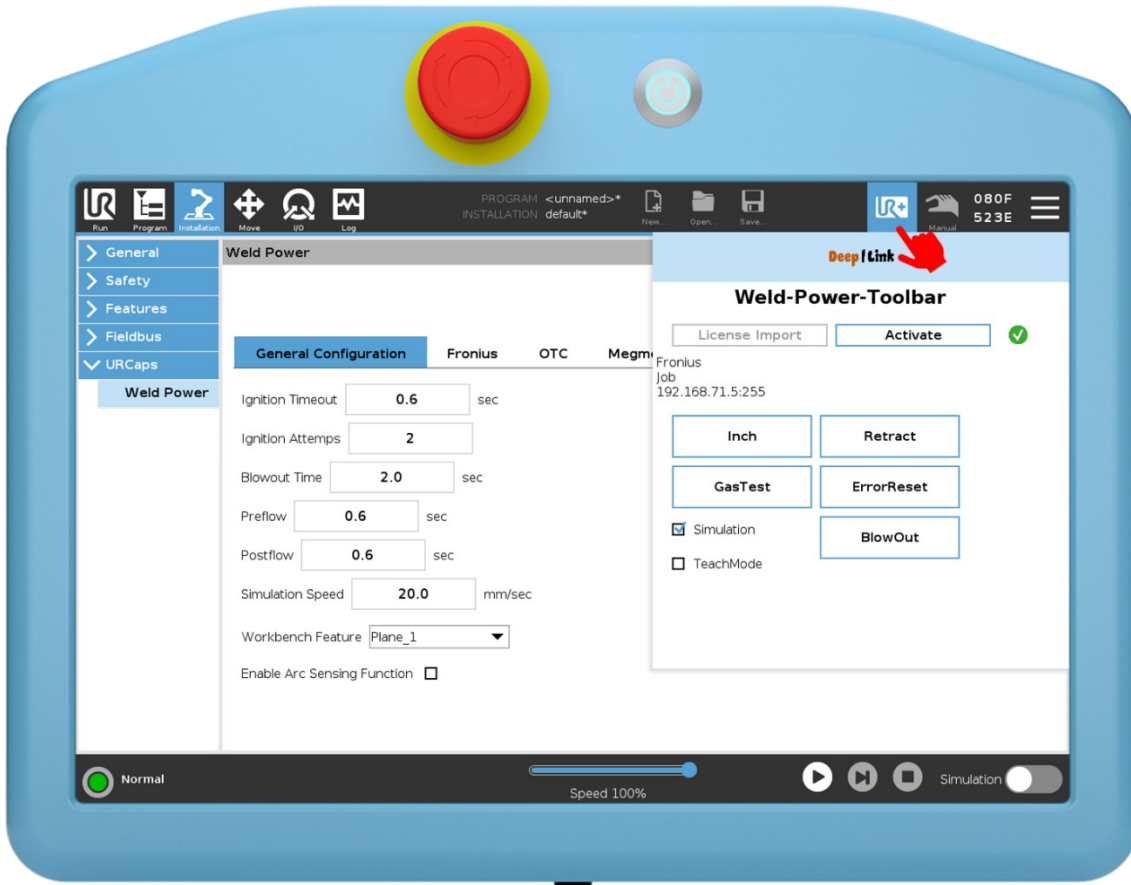 PROGRAM <unnamed>*
INSTALLATION default*
Run Program Installation Move I/O Log New... Open... Save... UR+ Manual 080F
523E
General
Safety
Features
Fieldbus
URCaps
Weld Power
Weld Power
General Configuration Fronius OTC Megm
Ignition Timeout 0.6 sec
Ignition Attemps 2
Blowout Time 2.0 sec
Preflow 0.6 sec
Postflow 0.6 sec
Simulation Speed 20.0 mm/sec
Workbench Feature Plane_1
Enable Arc Sensing Function
Deep Link
Weld-Power-Toolbar
License Import Activate
Fronius
Job
192.168.71.5:255
Inch Retract
GasTest ErrorReset
Simulation BlowOut
TeachMode
Normal Speed 100% Simulation